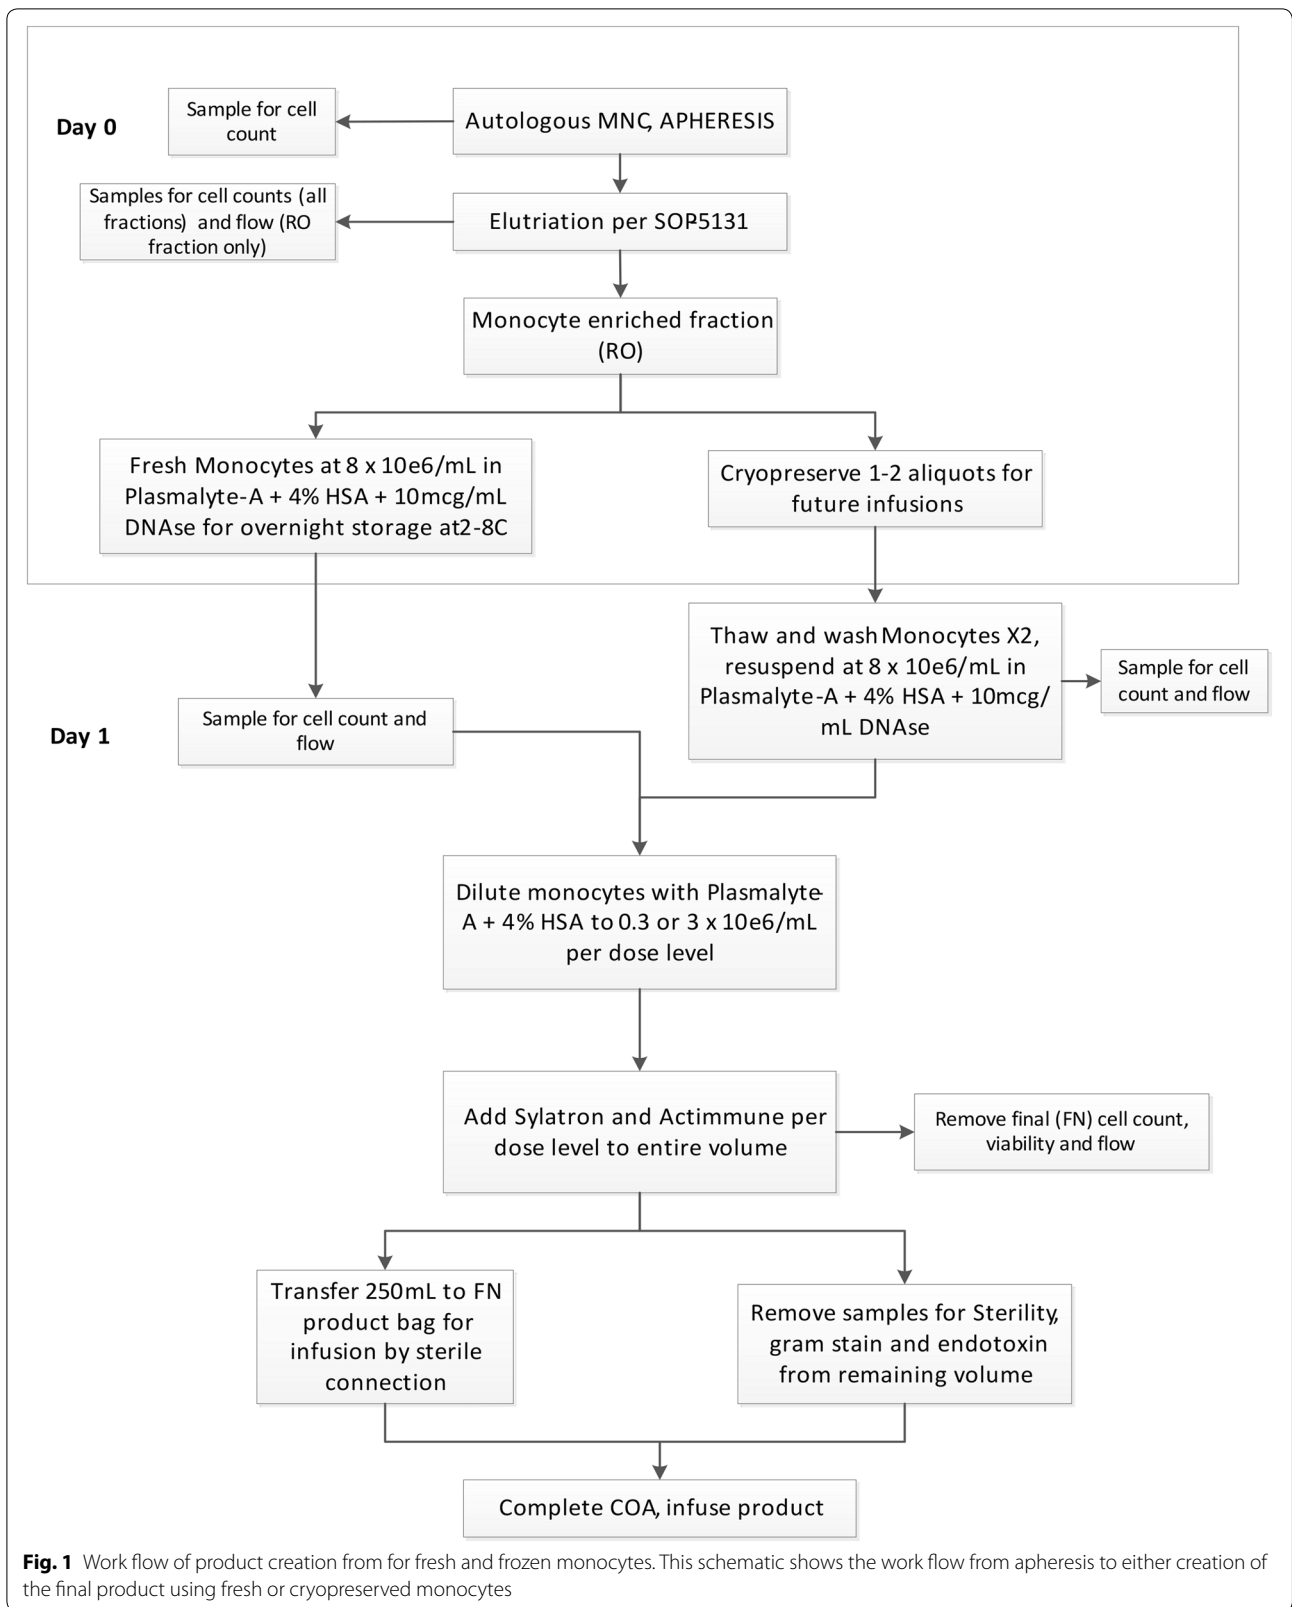 Day 0
Sample for cell
count
Autologous MNC, APHERESIS
Samples for cell counts (all
fractions) and flow (RO
fraction only)
Elutriation per SOP-5131
Monocyte enriched fraction
(RO)
Fresh Monocytes at 8 x 10e6/mL in
Plasmalyte-A + 4% HSA + 10mcg/mL
DNAse for overnight storage at2-8C
Cryopreserve 1-2 aliquots for
future infusions
Thaw and wash Monocytes X2,
resuspend at 8 x 10e6/mL in
Plasmalyte-A + 4% HSA + 10mcg/
mL DNAse
Sample for cell
count and flow
Day 1
Sample for cell count and
flow
Dilute monocytes with Plasmalyte-
A + 4% HSA to 0.3 or 3 x 10e6/mL
per dose level
Add Sylatron and Actimmune per
dose level to entire volume
Remove final (FN) cell count,
viability and flow
Transfer 250mL to FN
product bag for
infusion by sterile
connection
Remove samples for Sterility,
gram stain and endotoxin
from remaining volume
Complete COA, infuse product
Fig. 1 Work flow of product creation from for fresh and frozen monocytes. This schematic shows the work flow from apheresis to either creation of
the final product using fresh or cryopreserved monocytes